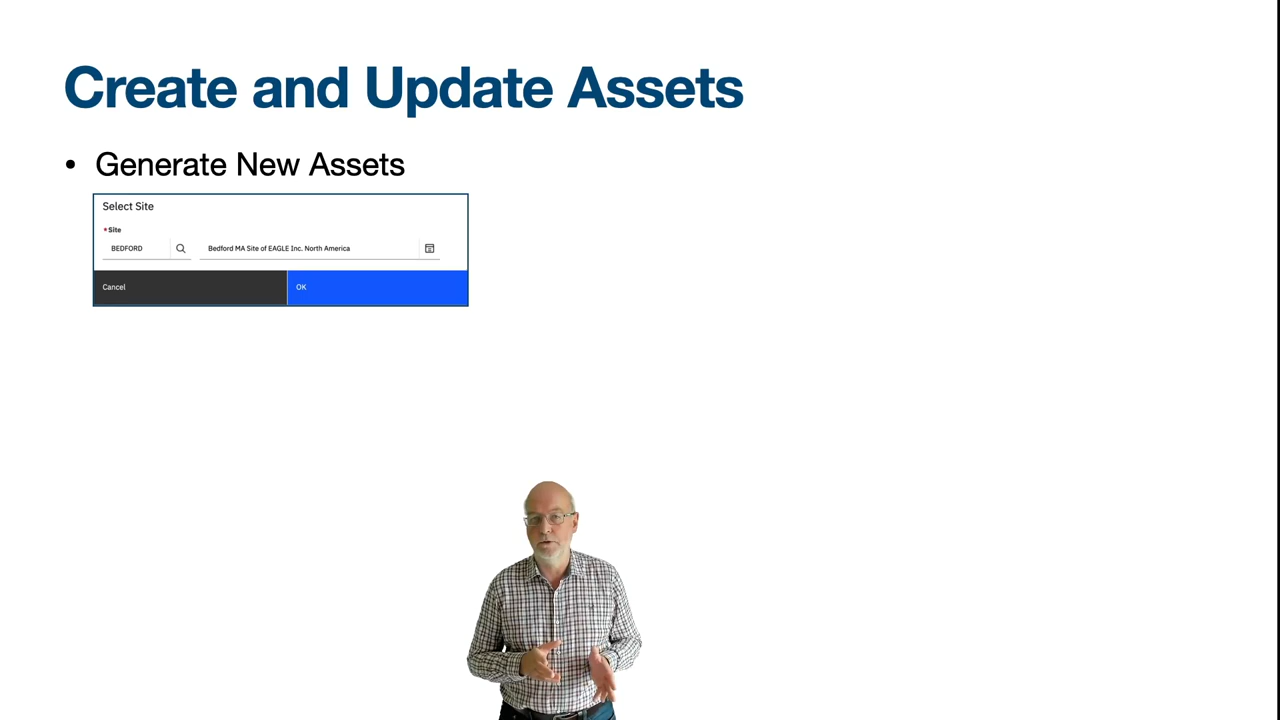 Create and Update Assets
• Generate New Assets
Select Site
*Site
BEDFORD
Bedford MA Site of EAGLE Inc. North America
Cancel
OK